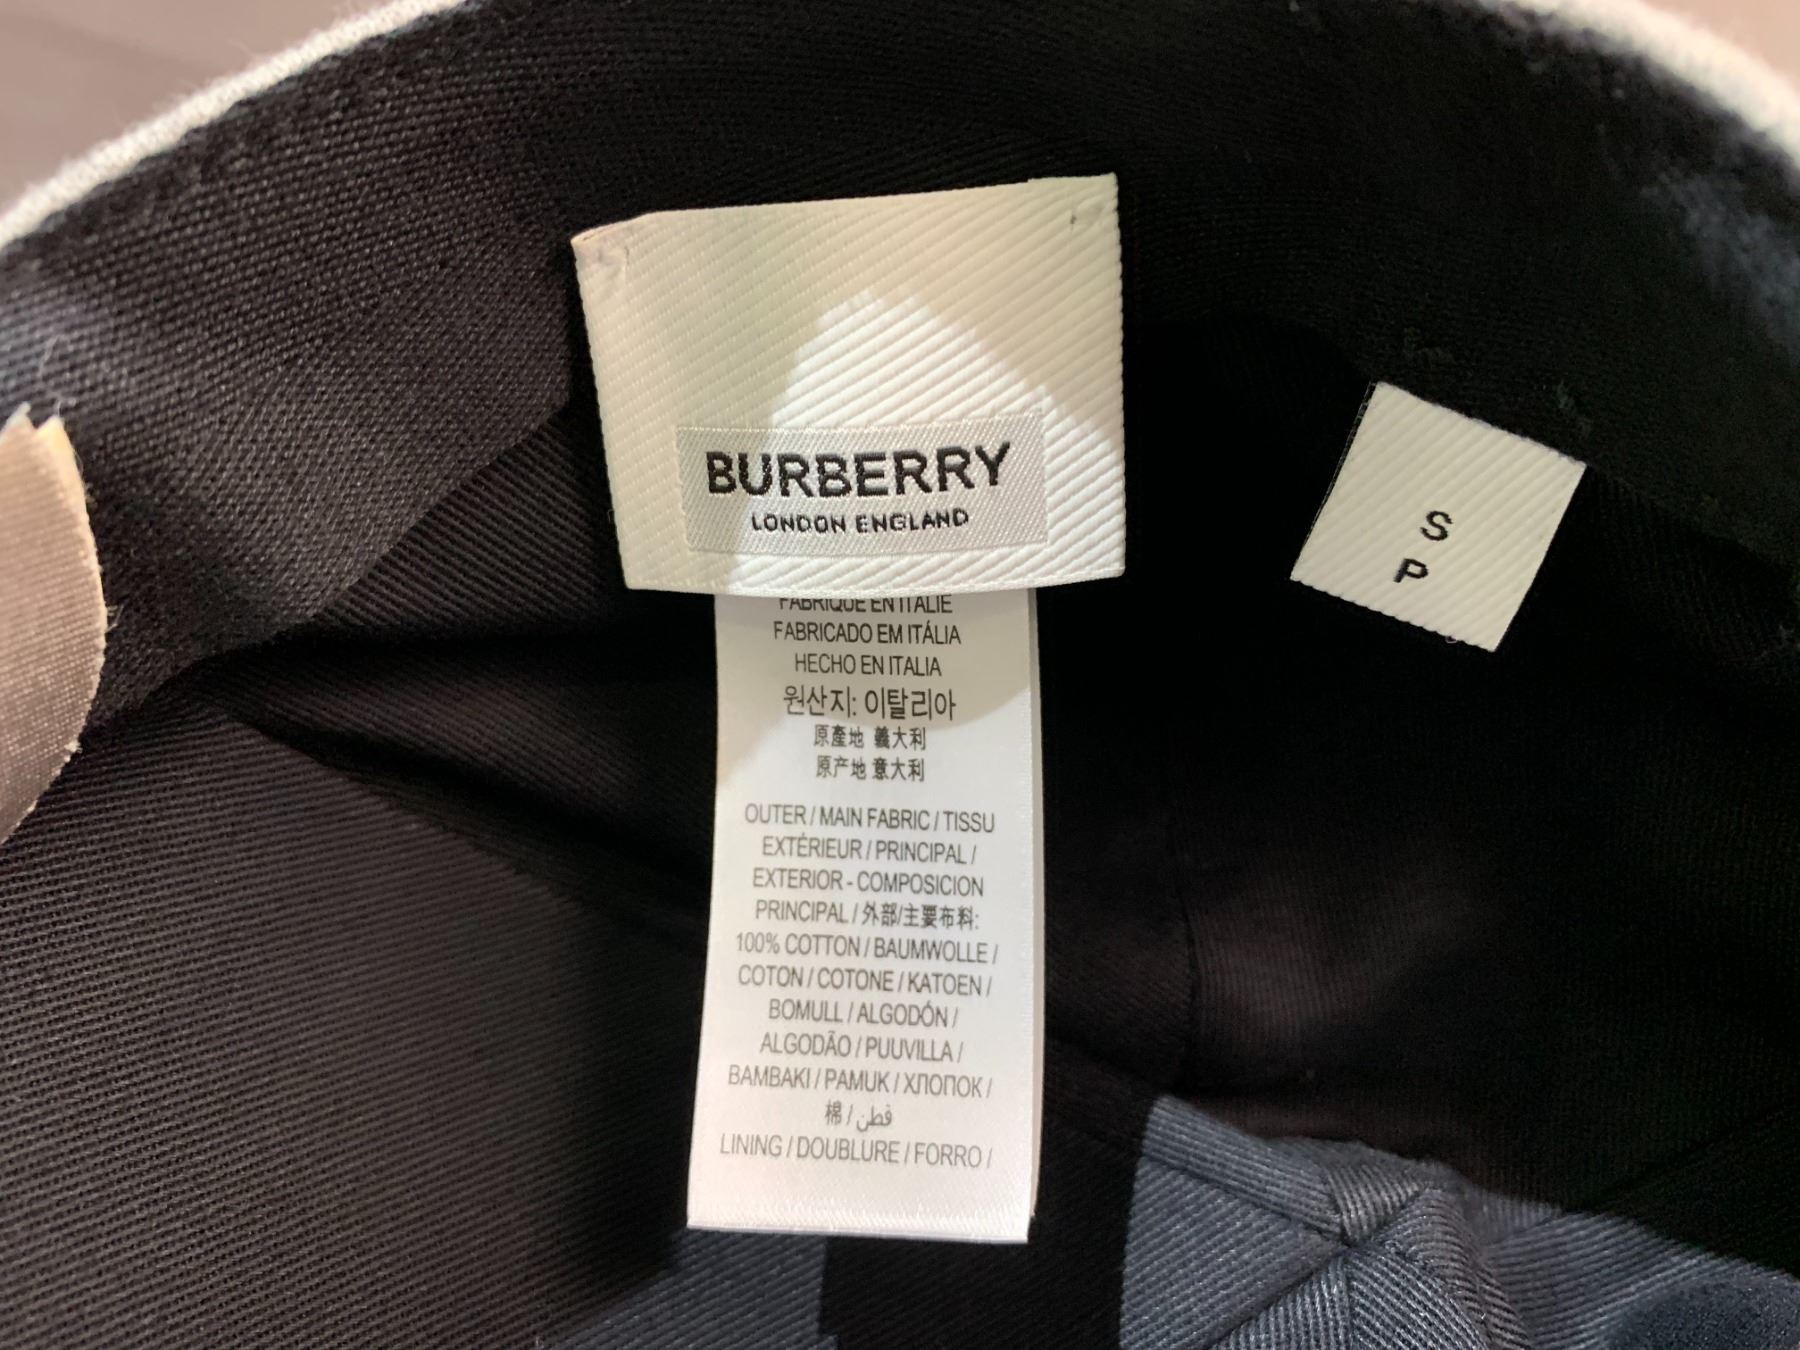 BURBERRY
LONDON ENGLAND
S
P
FABRIQUE EN ITALIE
FABRICADO EM ITÁLIA
HECHO EN ITALIA
원산지: 이탈리아
原產地 義大利
原产地 意大利
OUTER / MAIN FABRIC / TISSU
EXTÉRIEUR / PRINCIPAL /
EXTERIOR - COMPOSICION
PRINCIPAL / 外部/主要布料:
100% COTTON / BAUMWOLLE /
COTON / COTONE / KATOEN /
BOMULL / ALGODÓN /
ALGODÃO / PUUVILLA /
BAMBAKI / PAMUK / ХЛОПОК /
棉 / قطن
LINING / DOUBLURE / FORRO /